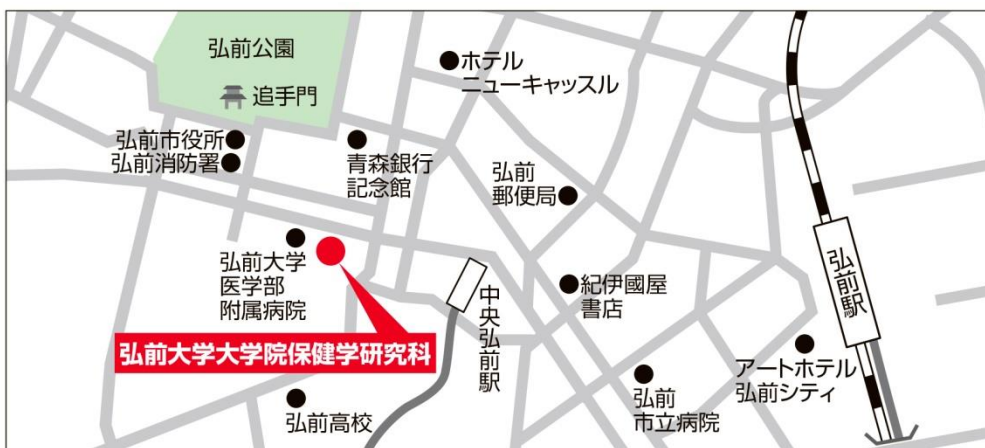 弘前公園
追手門
ホテル
ニューキャッスル
弘前市役所
弘前消防署
青森銀行
記念館
弘前
郵便局
弘前大学
医学部
附属病院
弘前大学大学院保健学研究科
中央弘前駅
紀伊國屋
書店
弘前駅
アートホテル
弘前シティ
弘前
市立病院
弘前高校